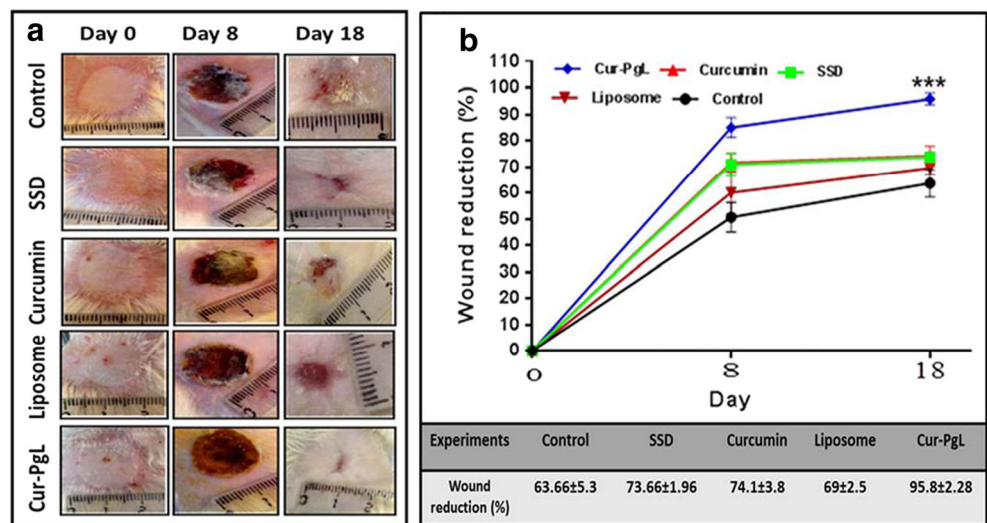 a
Day 0 Day 8 Day 18
Control
SSD
Curcumin
Liposome
Cur-PgL
b
Cur-PgL Curcumin SSD
Liposome Control
***
Wound reduction (%)
110
100
90
80
70
60
50
40
30
20
10
0
0 8 18
Day
Experiments Control SSD Curcumin Liposome Cur-PgL
Wound
reduction (%) 63.66±5.3 73.66±1.96 74.1±3.8 69±2.5 95.8±2.28